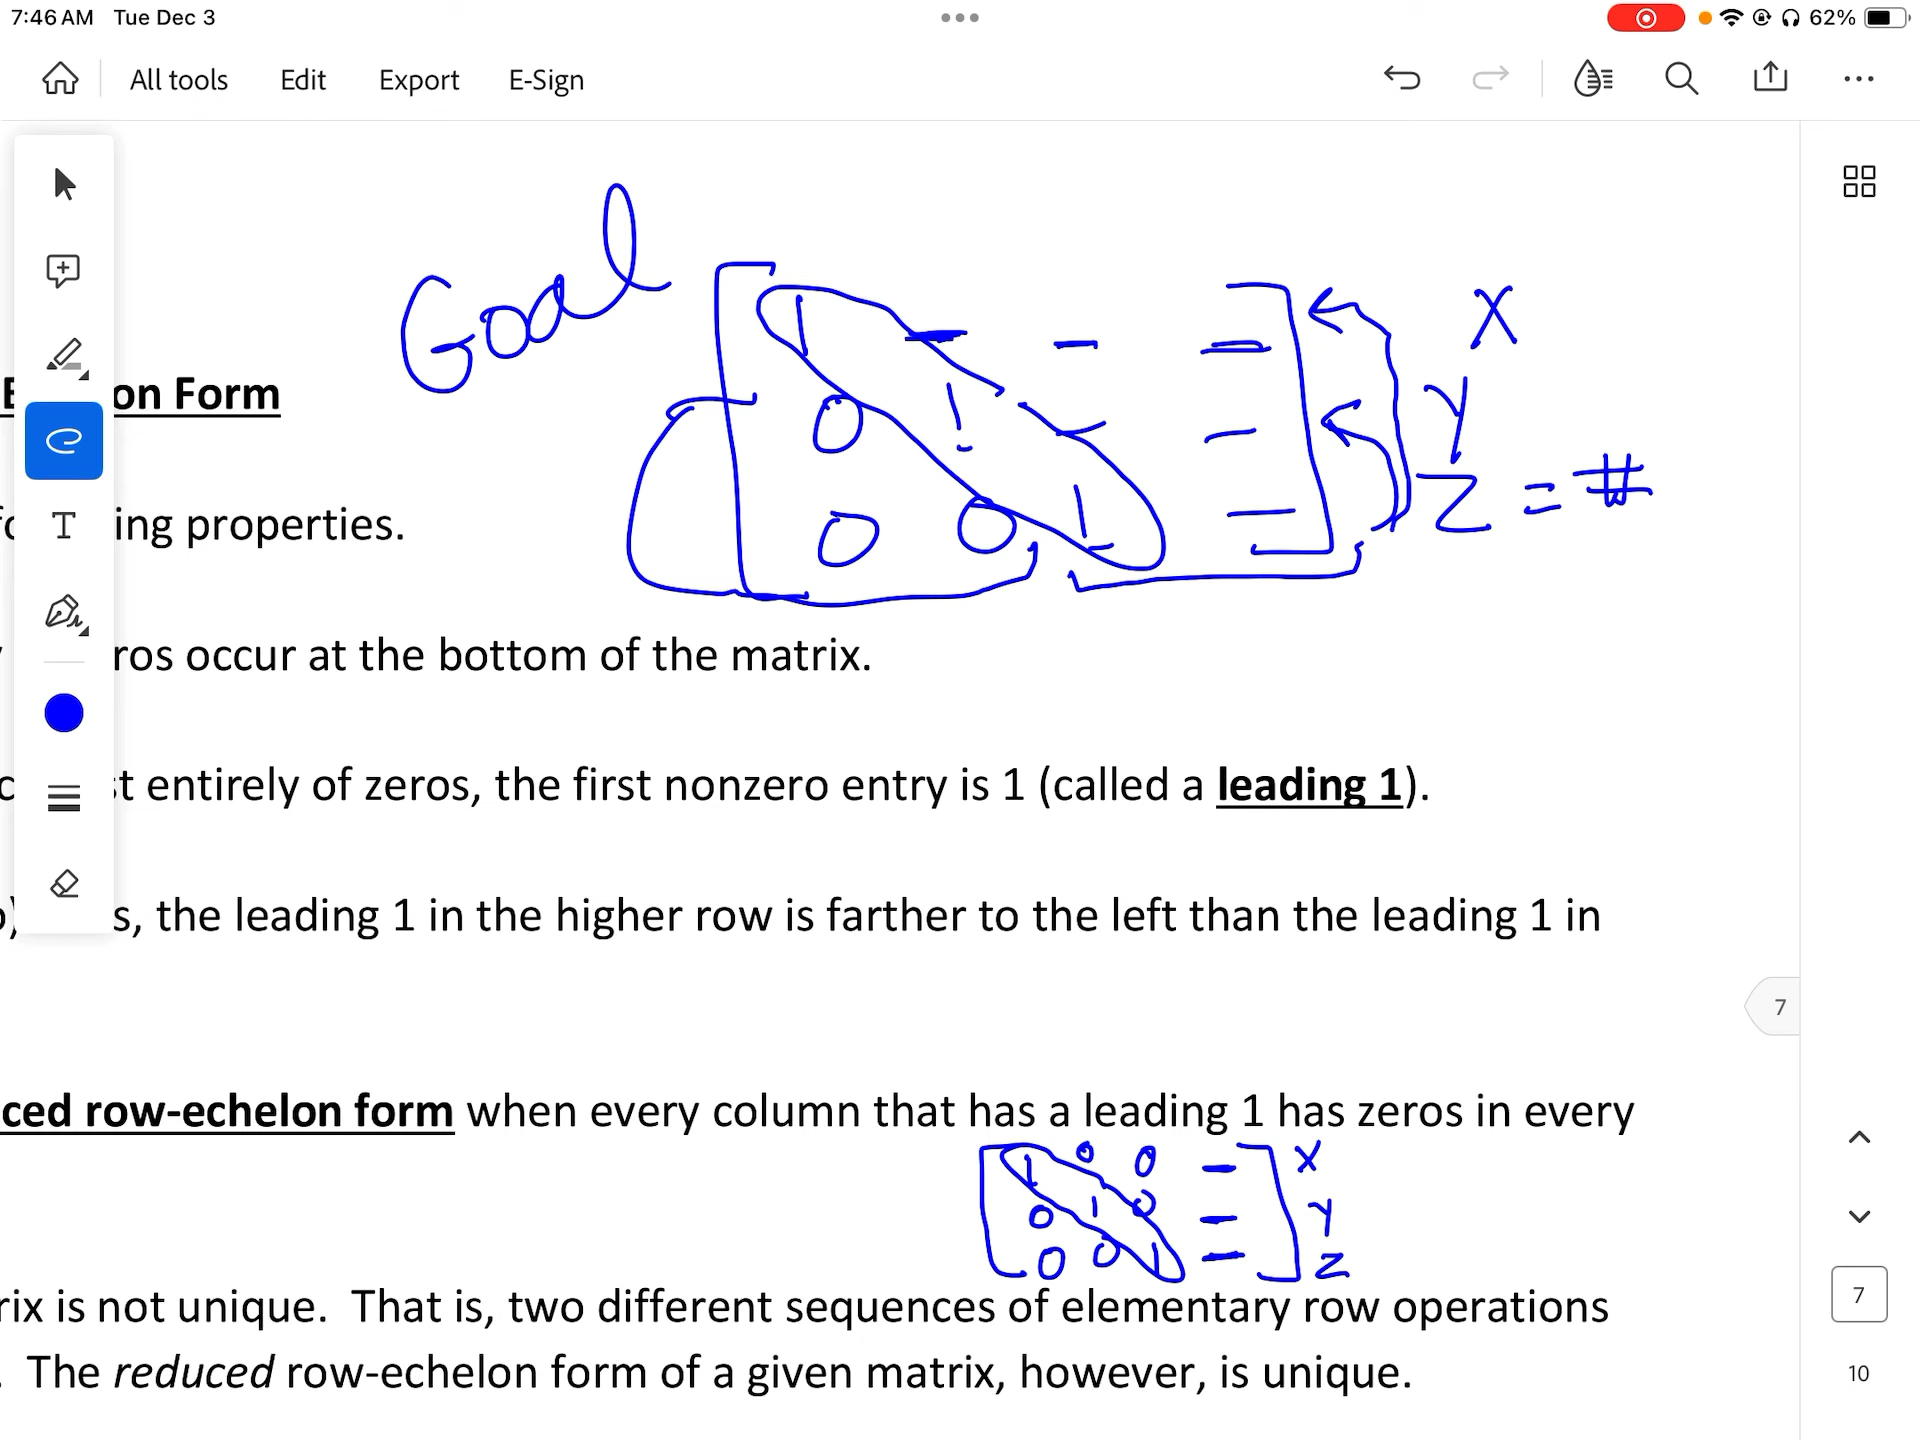 7:46 AM Tue Dec 3
62%
All tools Edit Export E-Sign
Goal
1 – – –
0 1 – –
0 0 1 –
X
Y
Z = #
on Form
ing properties.
ros occur at the bottom of the matrix.
t entirely of zeros, the first nonzero entry is 1 (called a leading 1).
s, the leading 1 in the higher row is farther to the left than the leading 1 in
7
ced row-echelon form when every column that has a leading 1 has zeros in every
1 0 0 – X
0 1 0 – Y
0 0 1 – Z
rix is not unique. That is, two different sequences of elementary row operations
. The reduced row-echelon form of a given matrix, however, is unique.
7
10